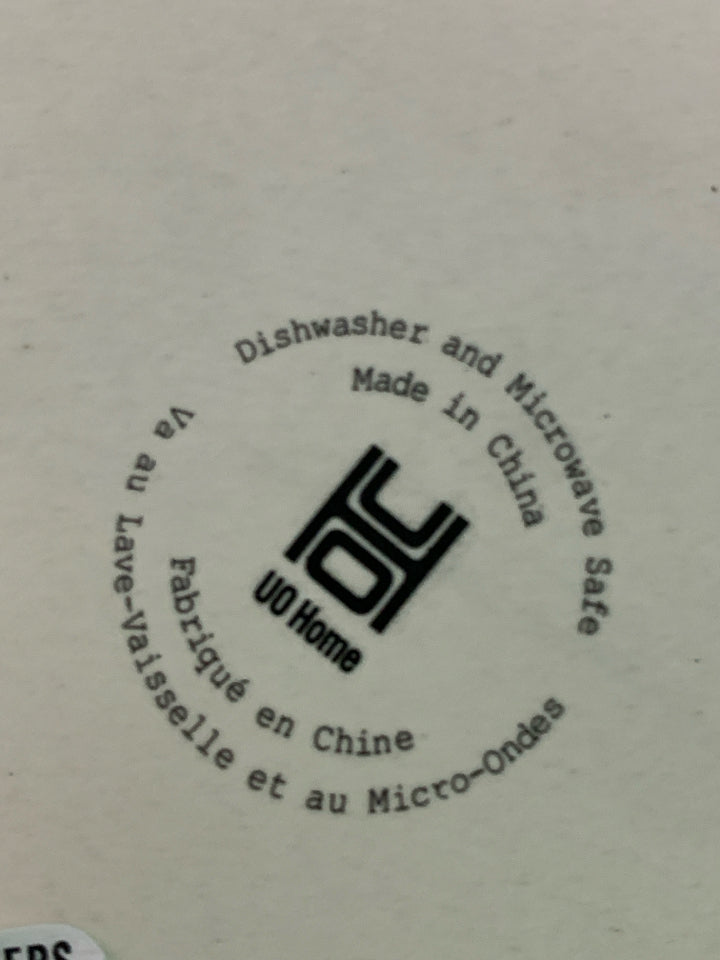 Dishwasher and Microwave Safe
Made in China
UO
UO Home
Fabriqué en Chine
Va au Lave-Vaisselle et au Micro-Ondes